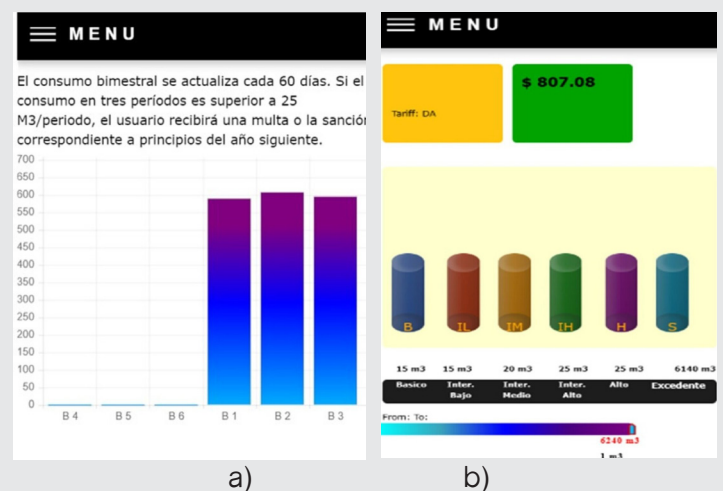 MENU
El consumo bimestral se actualiza cada 60 días. Si el
consumo en tres períodos es superior a 25
M3/periodo, el usuario recibirá una multa o la sanción
correspondiente a principios del año siguiente.
700
650
600
550
500
450
400
350
300
250
200
150
100
50
0
B 4 B 5 B 6 B 1 B 2 B 3
a)
MENU
$ 807.08
Tariff: DA
B IL IM IH H S
15 m3 15 m3 20 m3 25 m3 25 m3 6140 m3
Basico Inter. Inter. Inter. Alto Excedente
Bajo Medio Alto
From: To:
6240 m3
1 m3
b)